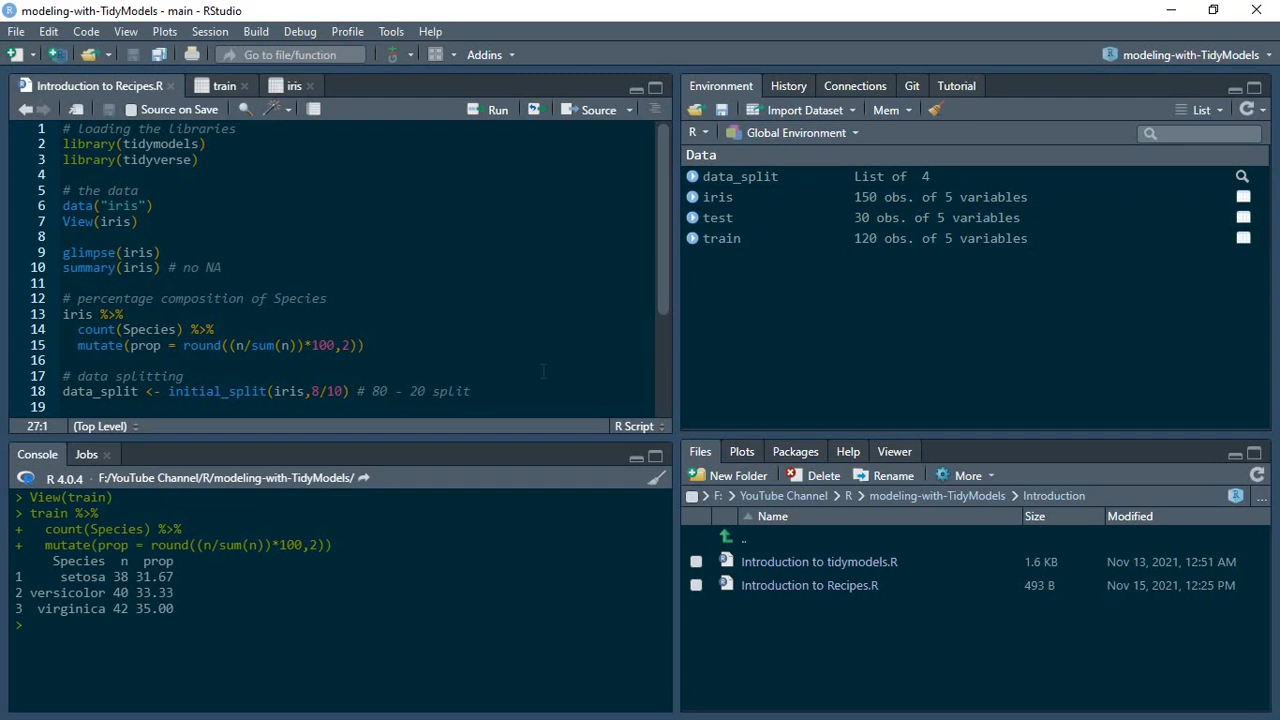 modeling-with-TidyModels - main - RStudio
File Edit Code View Plots Session Build Debug Profile Tools Help
Go to file/function Addins modeling-with-TidyModels
Introduction to Recipes.R train iris
Source on Save Run Source
1 # loading the libraries
2 library(tidymodels)
3 library(tidyverse)
4
5 # the data
6 data("iris")
7 View(iris)
8
9 glimpse(iris)
10 summary(iris) # no NA
11
12 # percentage composition of Species
13 iris %>%
14 count(Species) %>%
15 mutate(prop = round((n/sum(n))*100,2))
16
17 # data splitting
18 data_split <- initial_split(iris,8/10) # 80 - 20 split
19
27:1 (Top Level) R Script
Console Jobs
R 4.0.4 F:/YouTube Channel/R/modeling-with-TidyModels/
> View(train)
> train %>%
+ count(Species) %>%
+ mutate(prop = round((n/sum(n))*100,2))
Species n prop
1 setosa 38 31.67
2 versicolor 40 33.33
3 virginica 42 35.00
>
Environment History Connections Git Tutorial
Import Dataset Mem List
R Global Environment
Data
data_split List of 4
iris 150 obs. of 5 variables
test 30 obs. of 5 variables
train 120 obs. of 5 variables
Files Plots Packages Help Viewer
New Folder Delete Rename More
F: YouTube Channel R modeling-with-TidyModels Introduction ...
Name Size Modified
..
Introduction to tidymodels.R 1.6 KB Nov 13, 2021, 12:51 AM
Introduction to Recipes.R 493 B Nov 15, 2021, 12:25 PM